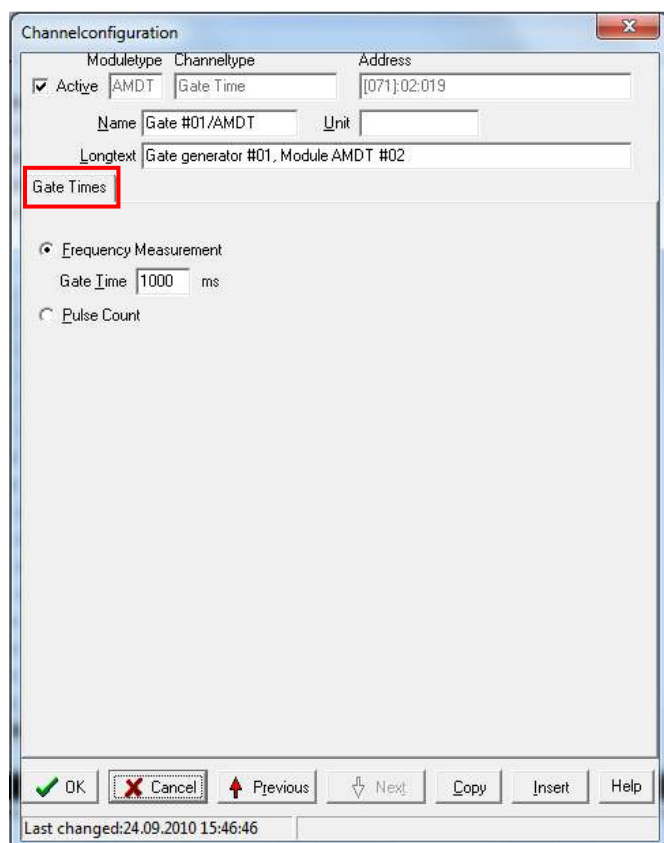 Channelconfiguration
Moduletype Channeltype Address
Active AMDT Gate Time [071]:02:019
Name Gate #01/AMDT Unit
Longtext Gate generator #01, Module AMDT #02
Gate Times
Frequency Measurement
Gate Time 1000 ms
Pulse Count
OK Cancel Previous Next Copy Insert Help
Last changed:24.09.2010 15:46:46